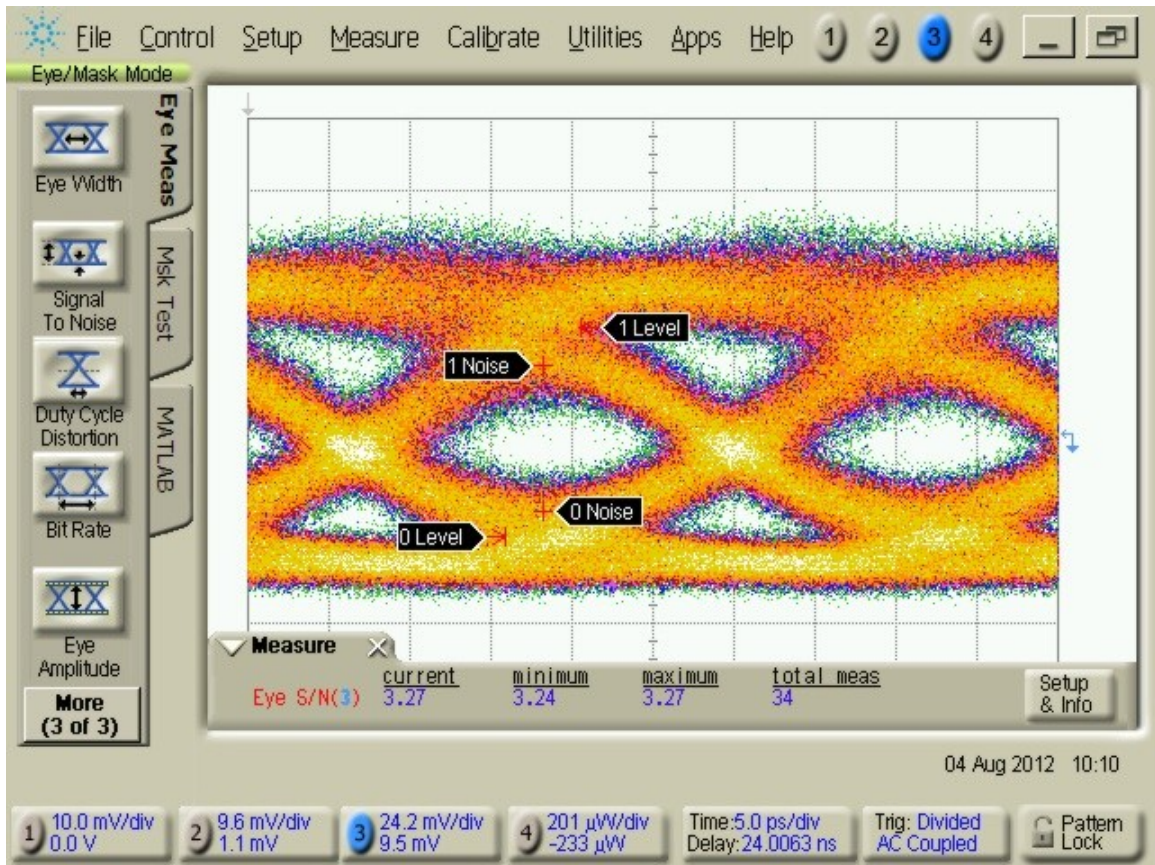 File Control Setup Measure Calibrate Utilities Apps Help 1 2 3 4
Eye/Mask Mode
Eye Meas
Msk Test
MATLAB
Eye Width
Signal
To Noise
Duty Cycle
Distortion
Bit Rate
Eye
Amplitude
More
(3 of 3)
1 Level
1 Noise
0 Noise
0 Level
Measure
current minimum maximum total meas
Eye S/N(3) 3.27 3.24 3.27 34
Setup
& Info
04 Aug 2012 10:10
1 10.0 mV/div
0.0 V
2 9.6 mV/div
1.1 mV
3 24.2 mV/div
9.5 mV
4 201 µW/div
-233 µW
Time:5.0 ps/div
Delay:24.0063 ns
Trig: Divided
AC Coupled
Pattern
Lock